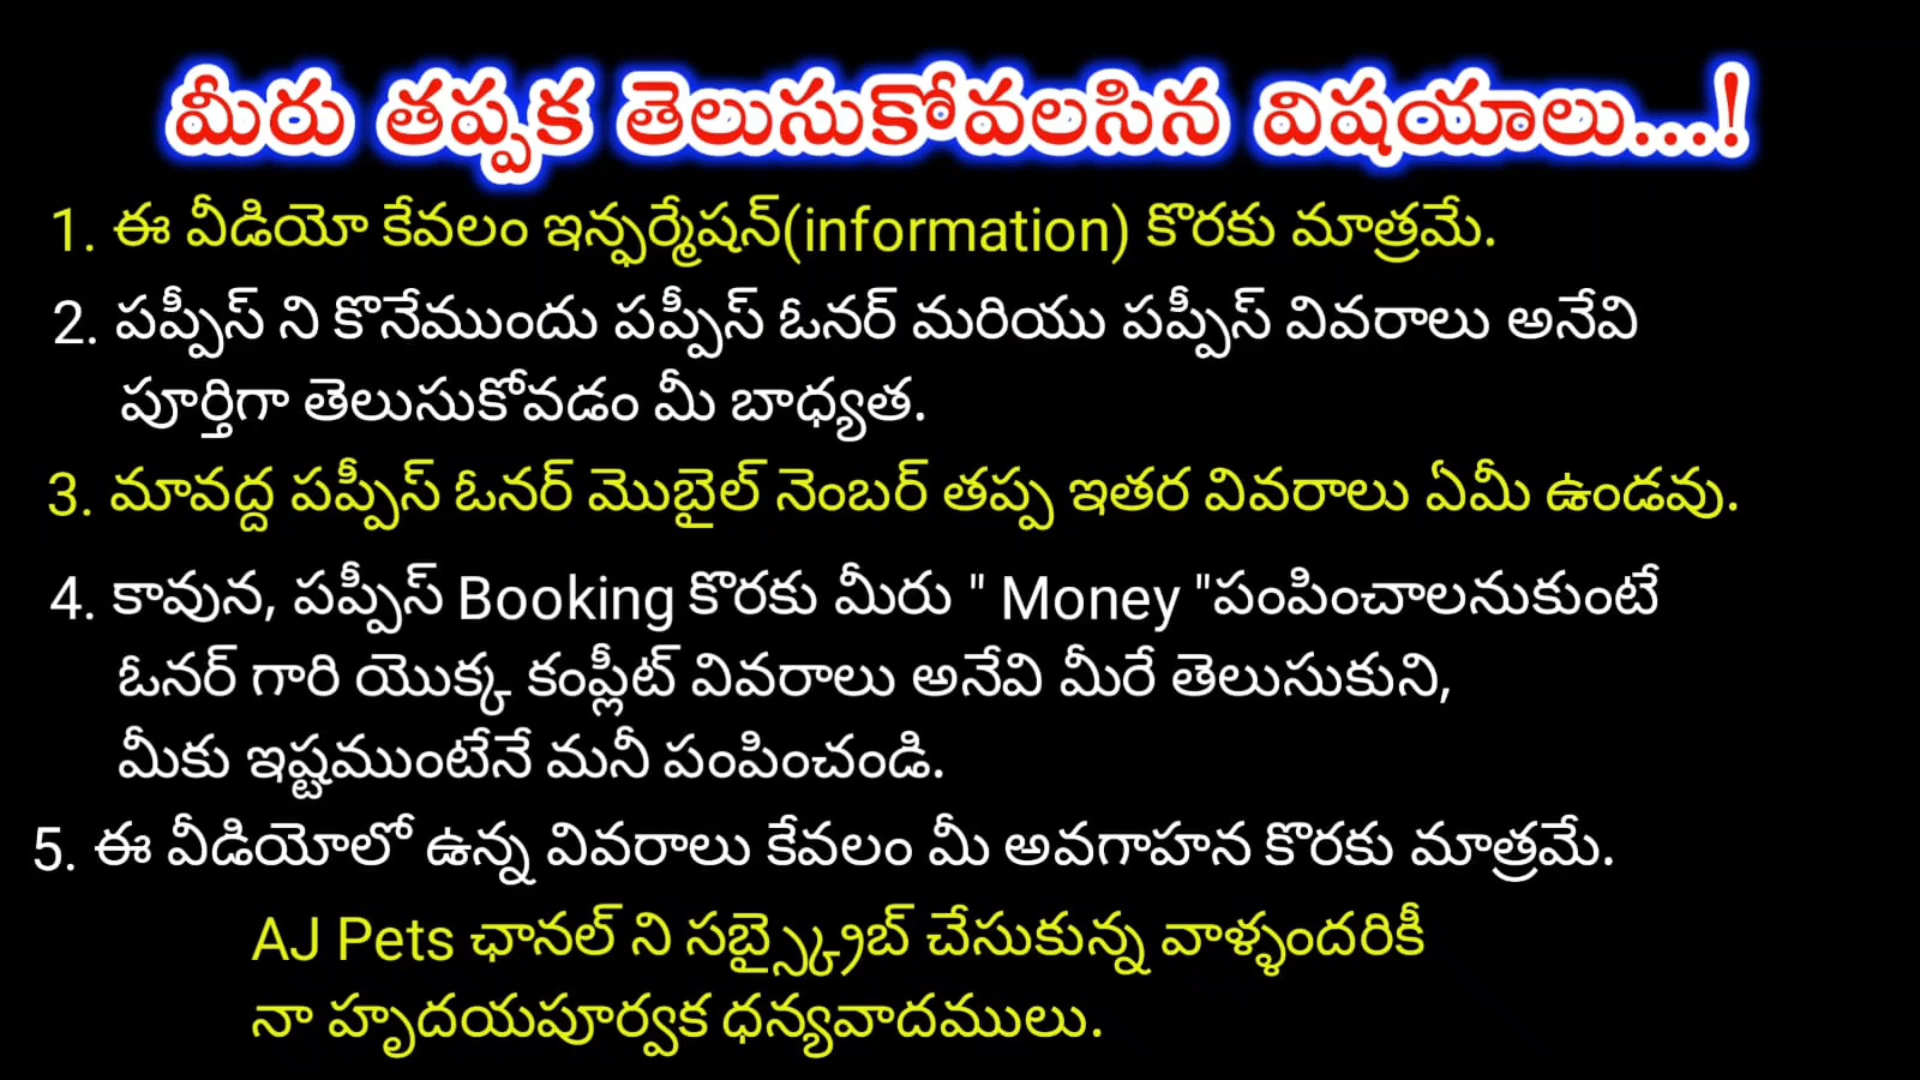 మీరు తప్పక తెలుసుకోవలసిన విషయాలు...!
1. ఈ వీడియో కేవలం ఇన్ఫర్మేషన్(information) కొరకు మాత్రమే.
2. పప్పీస్ ని కొనేముందు పప్పీస్ ఓనర్ మరియు పప్పీస్ వివరాలు అనేవి
పూర్తిగా తెలుసుకోవడం మీ బాధ్యత.
3. మావద్ద పప్పీస్ ఓనర్ మొబైల్ నెంబర్ తప్ప ఇతర వివరాలు ఏమీ ఉండవు.
4. కావున, పప్పీస్ Booking కొరకు మీరు " Money "పంపించాలనుకుంటే
ఓనర్ గారి యొక్క కంప్లీట్ వివరాలు అనేవి మీరే తెలుసుకుని,
మీకు ఇష్టముంటేనే మనీ పంపించండి.
5. ఈ వీడియోలో ఉన్న వివరాలు కేవలం మీ అవగాహన కొరకు మాత్రమే.
AJ Pets ఛానల్ ని సబ్స్క్రైబ్ చేసుకున్న వాళ్ళందరికీ
నా హృదయపూర్వక ధన్యవాదములు.